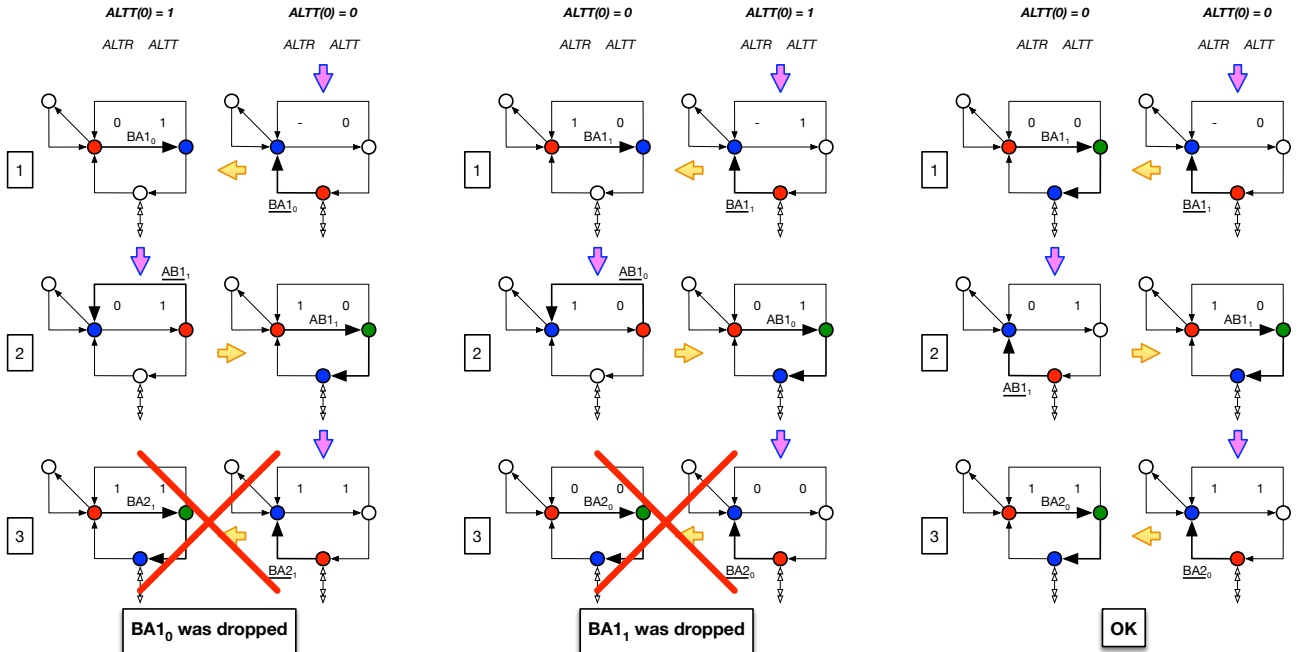 ALTT(0) = 1 ALTT(0) = 0 ALTT(0) = 0 ALTT(0) = 1 ALTT(0) = 0 ALTT(0) = 0
ALTR ALTT ALTR ALTT ALTR ALTT ALTR ALTT ALTR ALTT ALTR ALTT
0 1 - 0 1 0 - 1 0 0 - 0
BA1₀ BA1₁ BA1₁
1 1 1
BA1₀ BA1₁ BA1₁
AB1₁ AB1₀
0 1 1 0 1 0 0 1 0 1 1 0
AB1₁ AB1₀ AB1₁
2 2 2
AB1₁
1 1 1 1 0 0 0 0 1 1 1 1
BA2₁ BA2₀ BA2₀
3 3 3
BA2₁ BA2₀ BA2₀
BA1₀ was dropped BA1₁ was dropped OK